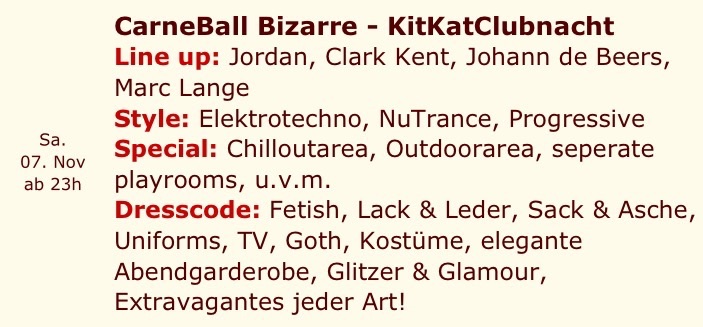 Sa.
07. Nov
ab 23h
CarneBall Bizarre - KitKatClubnacht
Line up: Jordan, Clark Kent, Johann de Beers,
Marc Lange
Style: Elektrotechno, NuTrance, Progressive
Special: Chilloutarea, Outdoorarea, seperate
playrooms, u.v.m.
Dresscode: Fetish, Lack & Leder, Sack & Asche,
Uniforms, TV, Goth, Kostüme, elegante
Abendgarderobe, Glitzer & Glamour,
Extravagantes jeder Art!